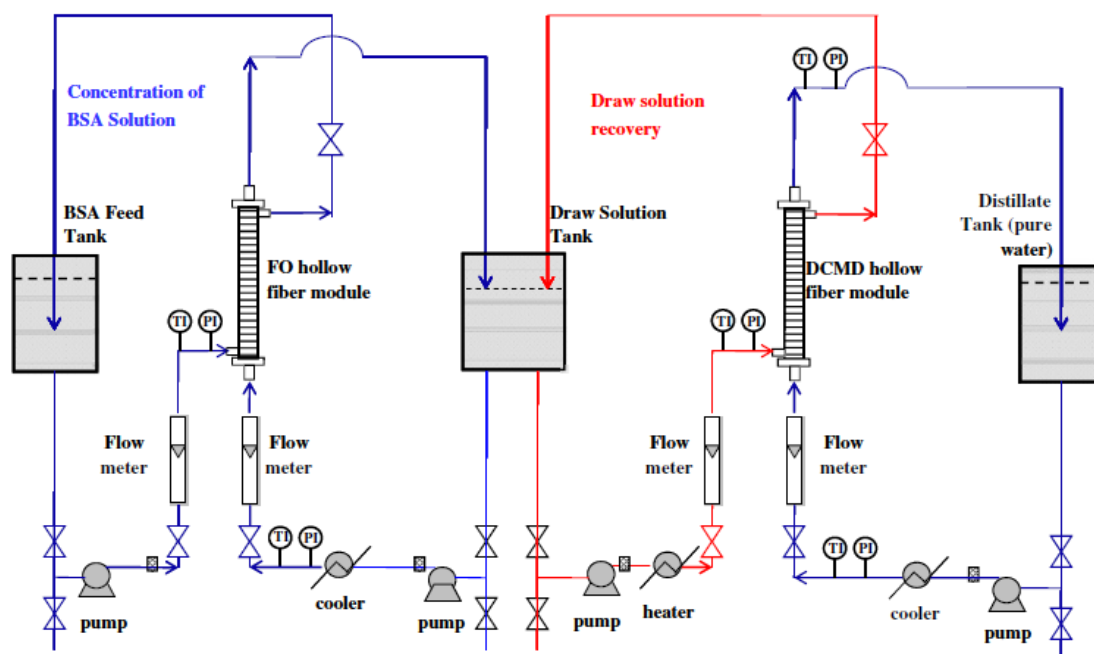 Concentration of
BSA Solution
Draw solution
recovery
TI
PI
BSA Feed
Tank
Draw Solution
Tank
Distillate
Tank (pure
water)
FO hollow
fiber module
DCMD hollow
fiber module
TI
PI
TI
PI
Flow
meter
Flow
meter
Flow
meter
Flow
meter
TI
PI
TI
PI
cooler
heater
cooler
pump
pump
pump
pump